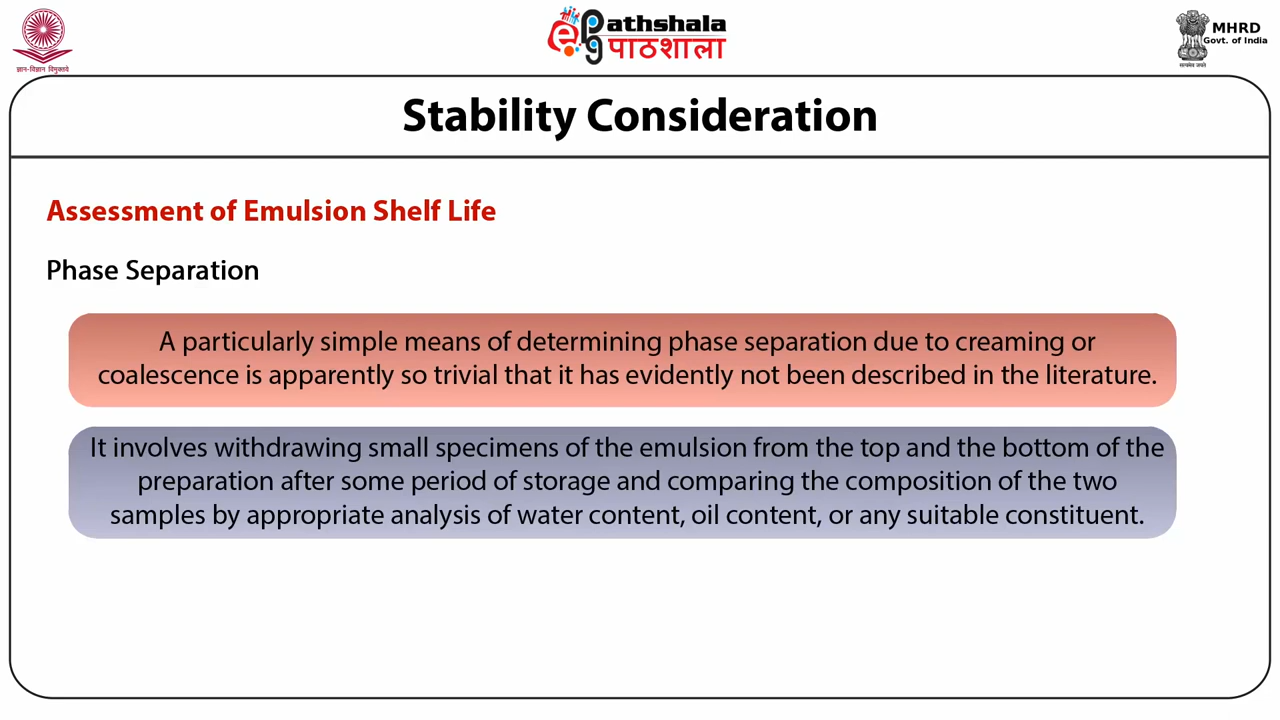 ज्ञान-विज्ञान विमुक्तये
ePathshala
पाठशाला
MHRD
Govt. of India
सत्यमेव जयते
Stability Consideration
Assessment of Emulsion Shelf Life
Phase Separation
A particularly simple means of determining phase separation due to creaming or
coalescence is apparently so trivial that it has evidently not been described in the literature.
It involves withdrawing small specimens of the emulsion from the top and the bottom of the
preparation after some period of storage and comparing the composition of the two
samples by appropriate analysis of water content, oil content, or any suitable constituent.